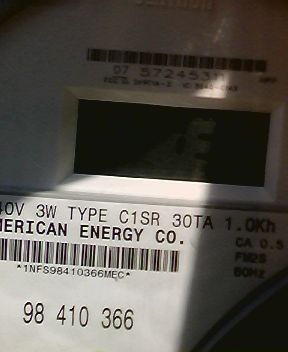 07 5724531
40V 3W TYPE C1SR 30TA 1.0Kh
MERICAN ENERGY CO.
CA 0.5
*1NFS98410366MEC*
FM2S
60Hz
98 410 366